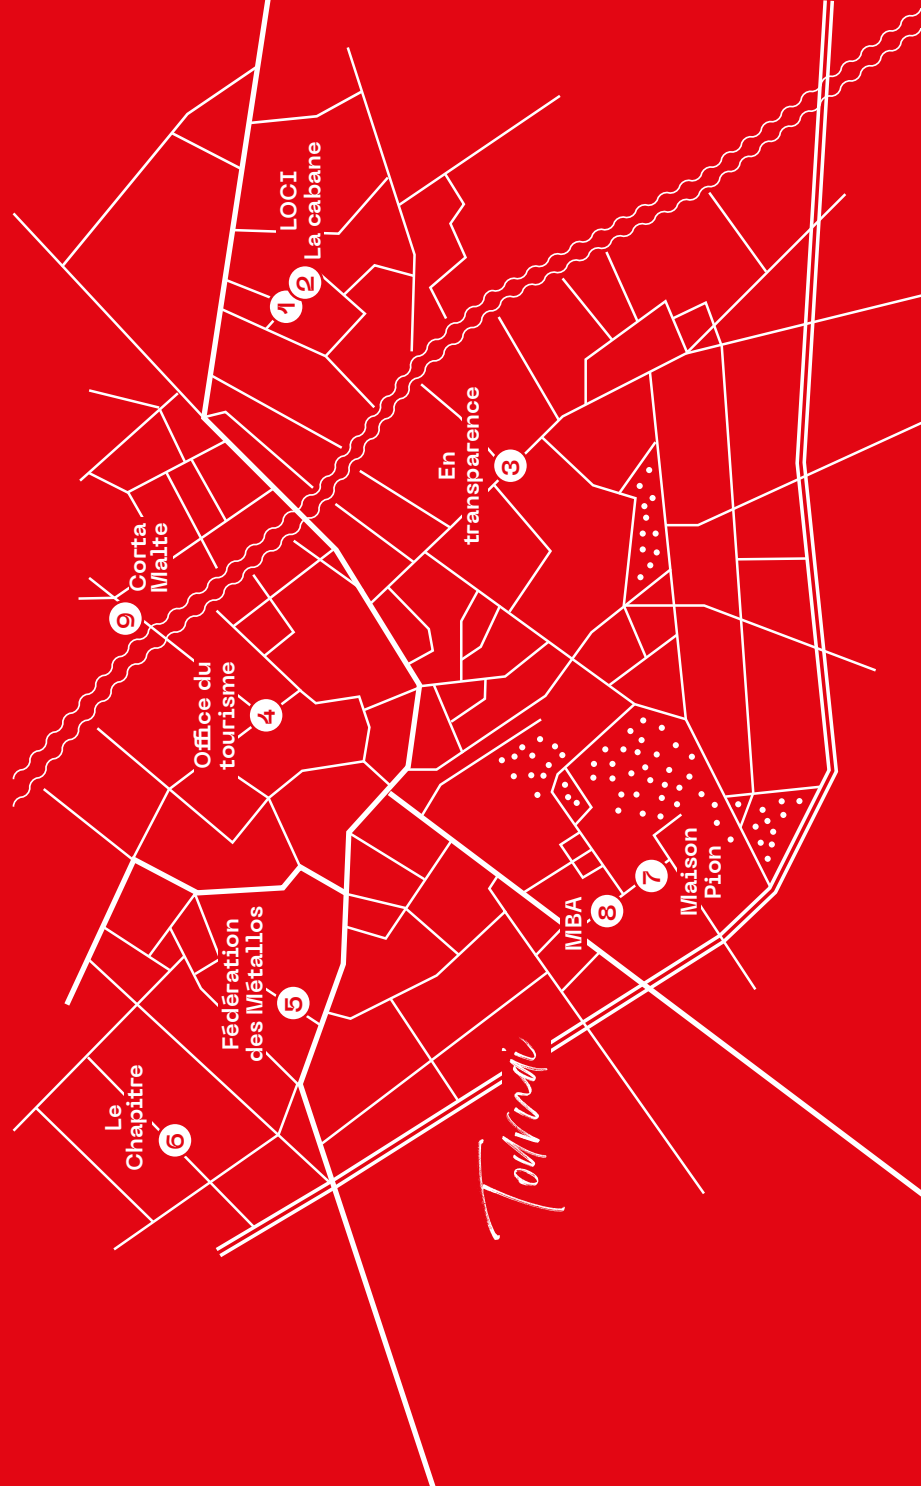 1
2
LOCI
La cabane
3
En
transparence
9
Corta
Malte
4
Office du
tourisme
5
Fédération
des Métallos
6
Le
Chapitre
7
Maison
Pion
8
MBA
Tournai